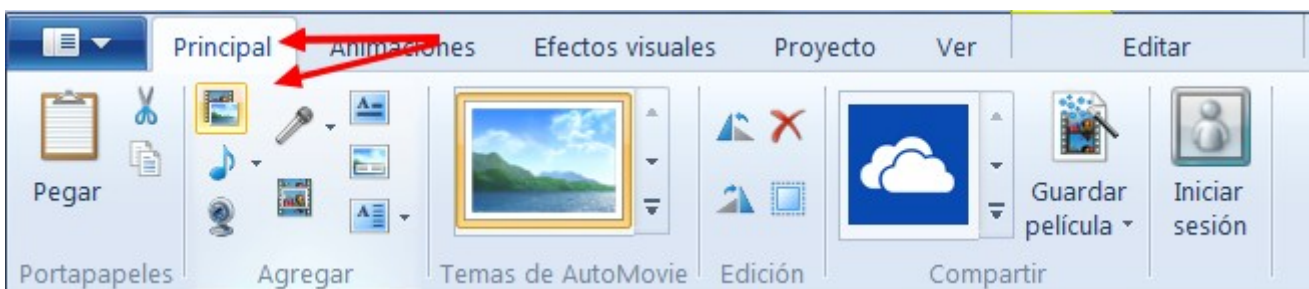 Principal
Animaciones
Efectos visuales
Proyecto
Ver
Editar
Pegar
Guardar
película
Iniciar
sesión
Portapapeles
Agregar
Temas de AutoMovie
Edición
Compartir